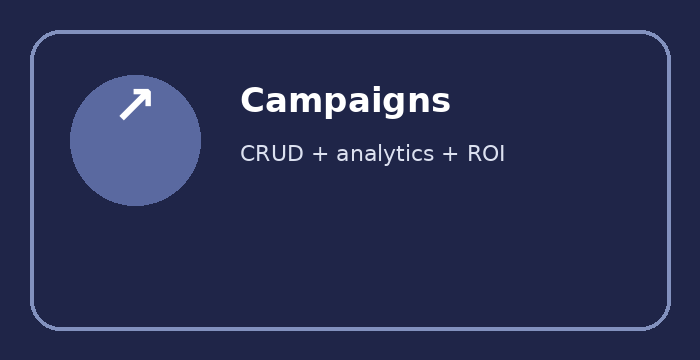 ↗
Campaigns
CRUD + analytics + ROI